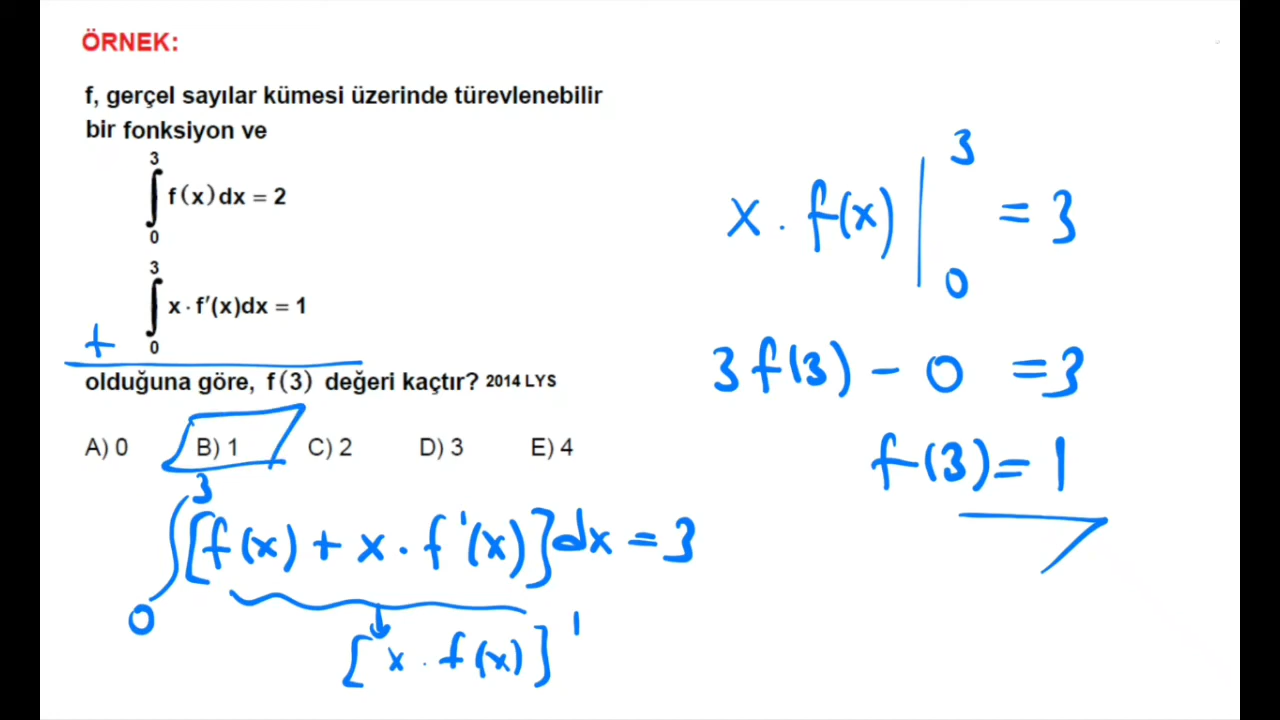 ÖRNEK:
f, gerçel sayılar kümesi üzerinde türevlenebilir
bir fonksiyon ve
∫₀³ f(x) dx = 2
∫₀³ x · f'(x)dx = 1
+
olduğuna göre, f(3) değeri kaçtır? 2014 LYS
A) 0 B) 1 C) 2 D) 3 E) 4
∫₀³ [f(x) + x · f'(x)] dx = 3
[x · f(x)]'
x · f(x) |₀³ = 3
3f(3) - 0 = 3
f(3) = 1